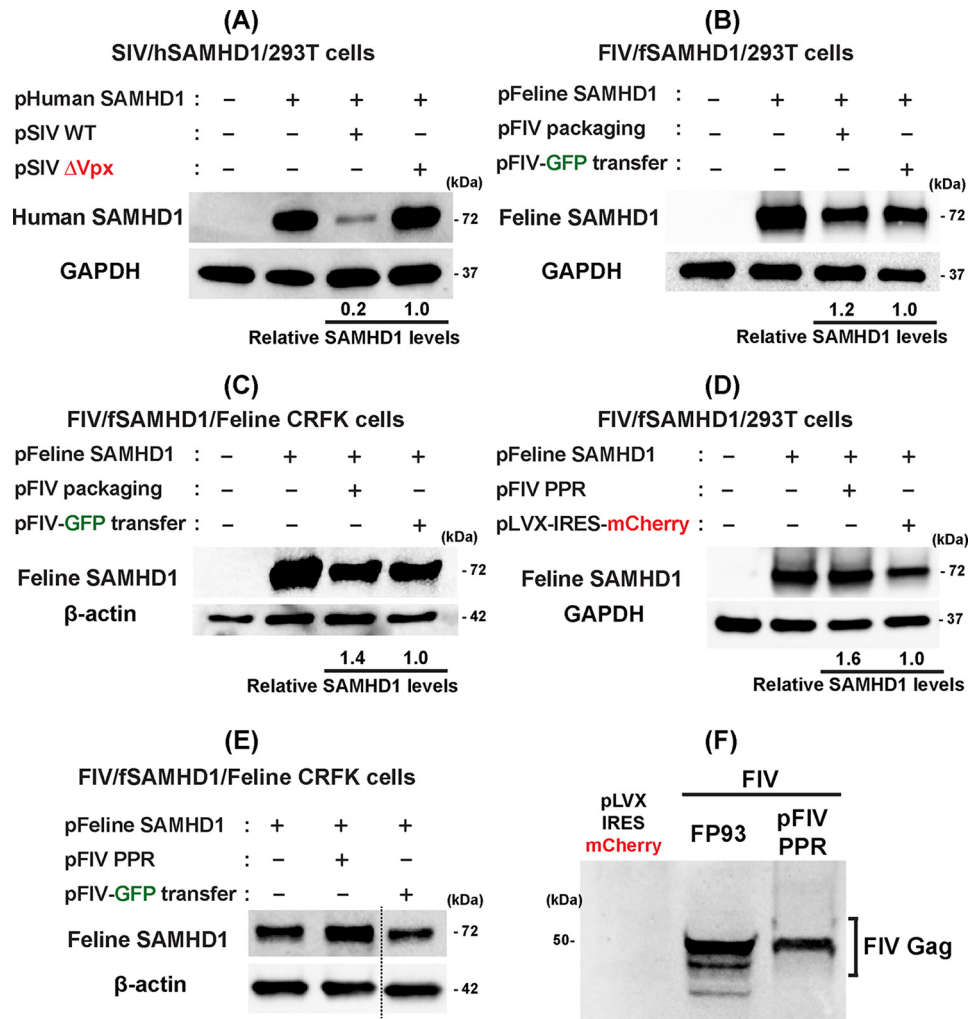 (A)
SIV/hSAMHD1/293T cells
pHuman SAMHD1 : – + + +
pSIV WT : – – + –
pSIV ΔVpx : – – – +
(kDa)
Human SAMHD1 - 72
GAPDH - 37
0.2 1.0
Relative SAMHD1 levels
(B)
FIV/fSAMHD1/293T cells
pFeline SAMHD1 : – + + +
pFIV packaging : – – + –
pFIV-GFP transfer : – – – +
(kDa)
Feline SAMHD1 - 72
GAPDH - 37
1.2 1.0
Relative SAMHD1 levels
(C)
FIV/fSAMHD1/Feline CRFK cells
pFeline SAMHD1 : – + + +
pFIV packaging : – – + –
pFIV-GFP transfer : – – – +
(kDa)
Feline SAMHD1 - 72
β-actin - 42
1.4 1.0
Relative SAMHD1 levels
(D)
FIV/fSAMHD1/293T cells
pFeline SAMHD1 : – + + +
pFIV PPR : – – + –
pLVX-IRES-mCherry : – – – +
(kDa)
Feline SAMHD1 - 72
GAPDH - 37
1.6 1.0
Relative SAMHD1 levels
(E)
FIV/fSAMHD1/Feline CRFK cells
pFeline SAMHD1 : + + +
pFIV PPR : – + –
pFIV-GFP transfer : – – +
(kDa)
Feline SAMHD1 - 72
β-actin - 42
(F)
FIV
pLVX
IRES
mCherry
FP93
pFIV
PPR
(kDa)
50-
FIV Gag